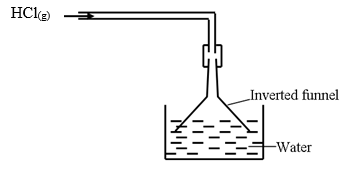 HCl(g)
Inverted funnel
Water